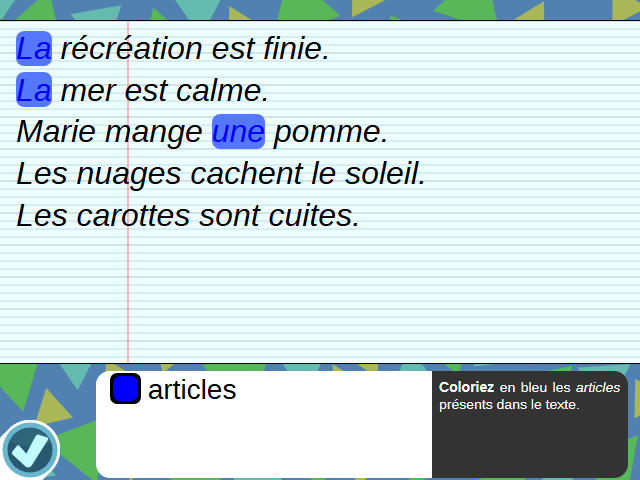 La récréation est finie.
La mer est calme.
Marie mange une pomme.
Les nuages cachent le soleil.
Les carottes sont cuites.
articles
Coloriez en bleu les articles
présents dans le texte.